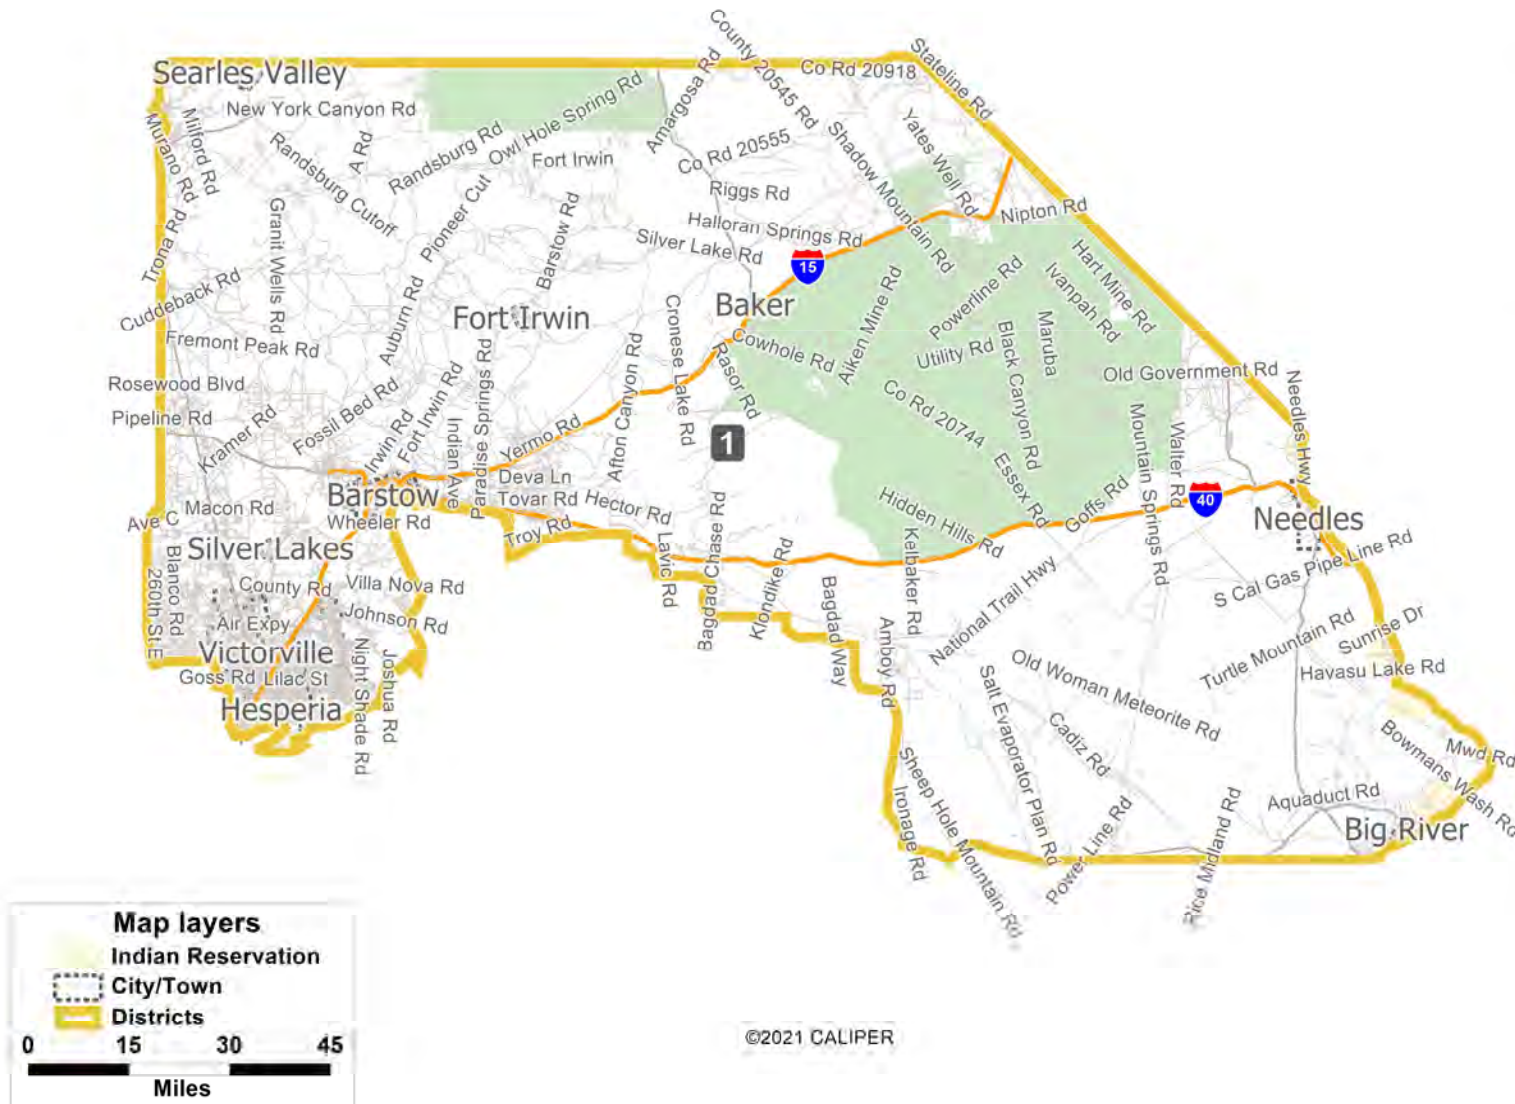 County 20545 Rd
Stateline Rd
Co Rd 20918
Searles Valley
New York Canyon Rd
Owl Hole Spring Rd
Amargosa Rd
Murano Rd
Milford Rd
Randsburg Cutoff
A Rd
Randsburg Rd
Fort Irwin
Co Rd 20555
Shadow Mountain Rd
Yates Well Rd
Riggs Rd
Nipton Rd
Trona Rd
Granit Wells Rd
Pioneer Cut
Barstow Rd
Halloran Springs Rd
Silver Lake Rd
15
Hart Mine Rd
Ivanpah Rd
Cuddeback Rd
Auburn Rd
Fort Irwin
Baker
Aiken Mine Rd
Powerline Rd
Fremont Peak Rd
Cronese Lake Rd
Cowhole Rd
Rasor Rd
Utility Rd
Black Canyon Rd
Maruba
Rosewood Blvd
Old Government Rd
Pipeline Rd
Kramer Rd
Fossil Bed Rd
Irwin Rd
Fort Irwin Rd
Indian Ave
Paradise Springs Rd
Yermo Rd
Afton Canyon Rd
1
Co Rd 20744
Mountain Springs Rd
Walter Rd
Needles Hwy
Deva Ln
Essex Rd
Barstow
Tovar Rd
Hector Rd
Goffs Rd
40
Macon Rd
Ave C
Wheeler Rd
Troy Rd
Hidden Hills Rd
Needles
Silver Lakes
Lavic Rd
Bagdad Chase Rd
Klondike Rd
Kelbaker Rd
National Trail Hwy
S Cal Gas Pipe Line Rd
Blanco Rd
260th St E
County Rd
Villa Nova Rd
Air Expy
Johnson Rd
Bagdad Way
Amboy Rd
Turtle Mountain Rd
Sunrise Dr
Victorville
Goss Rd
Lilac St
Night Shade Rd
Joshua Rd
Old Woman Meteorite Rd
Havasu Lake Rd
Hesperia
Salt Evaporator Plan Rd
Cadiz Rd
Bowmans Wash Rd
Mwd Rd
Sheep Hole Mountain Rd
Ironage Rd
Power Line Rd
Rice Midland Rd
Aquaduct Rd
Big River
Map layers
Indian Reservation
City/Town
Districts
0 15 30 45
Miles
©2021 CALIPER